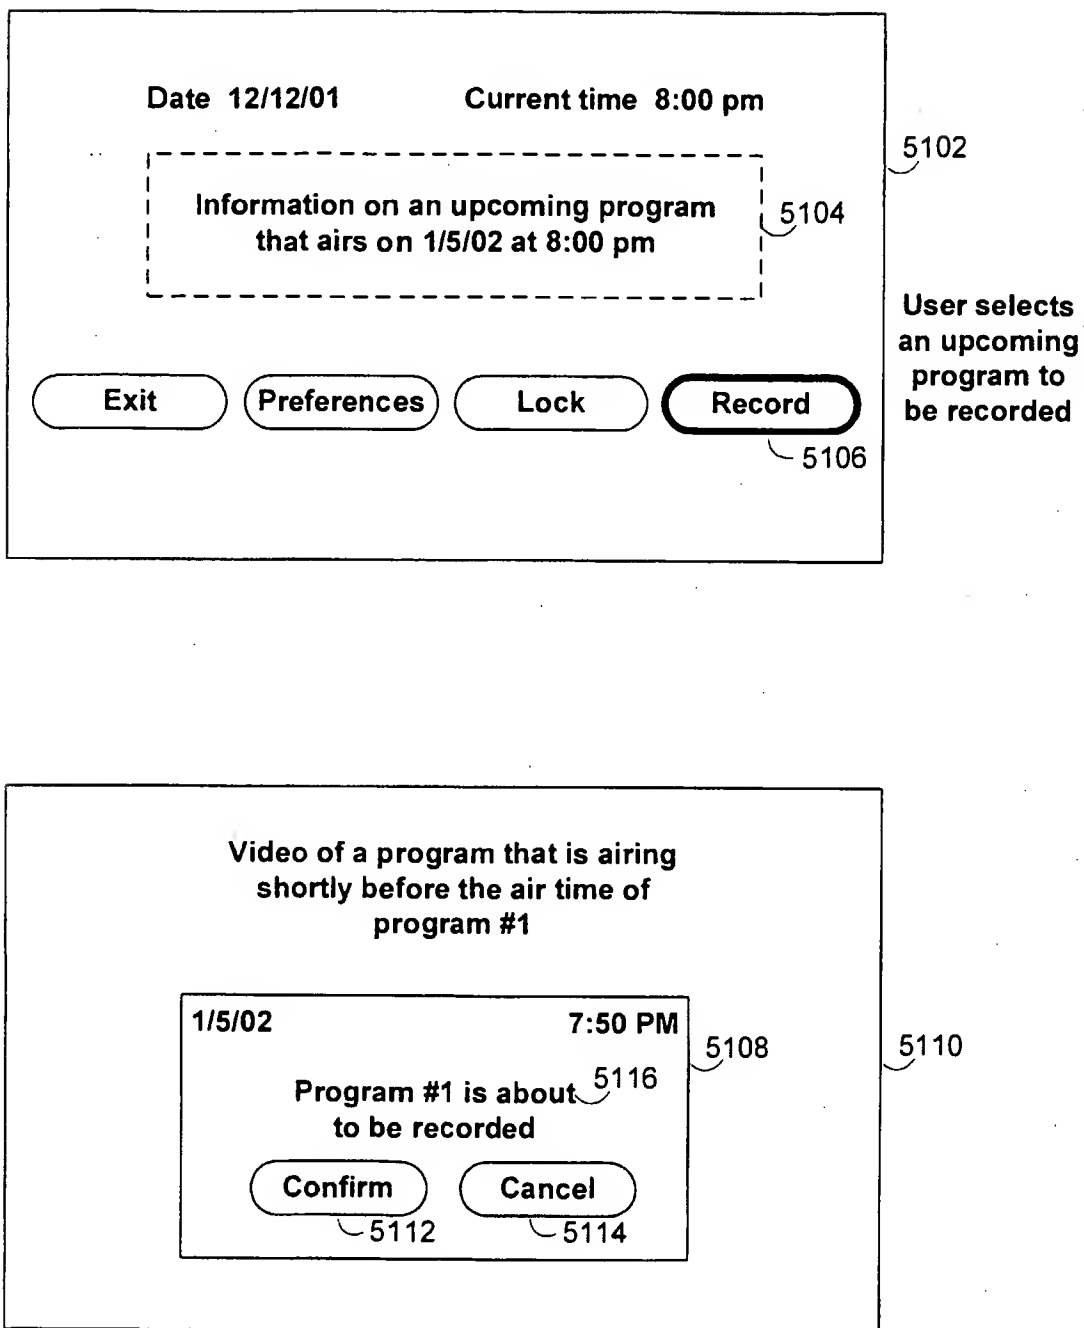 Date 12/12/01 Current time 8:00 pm
5102
Information on an upcoming program
that airs on 1/5/02 at 8:00 pm
5104
User selects
an upcoming
program to
be recorded
Exit Preferences Lock Record
5106
Video of a program that is airing
shortly before the air time of
program #1
1/5/02 7:50 PM
5108
5110
Program #1 is about
to be recorded
5116
Confirm Cancel
5112 5114